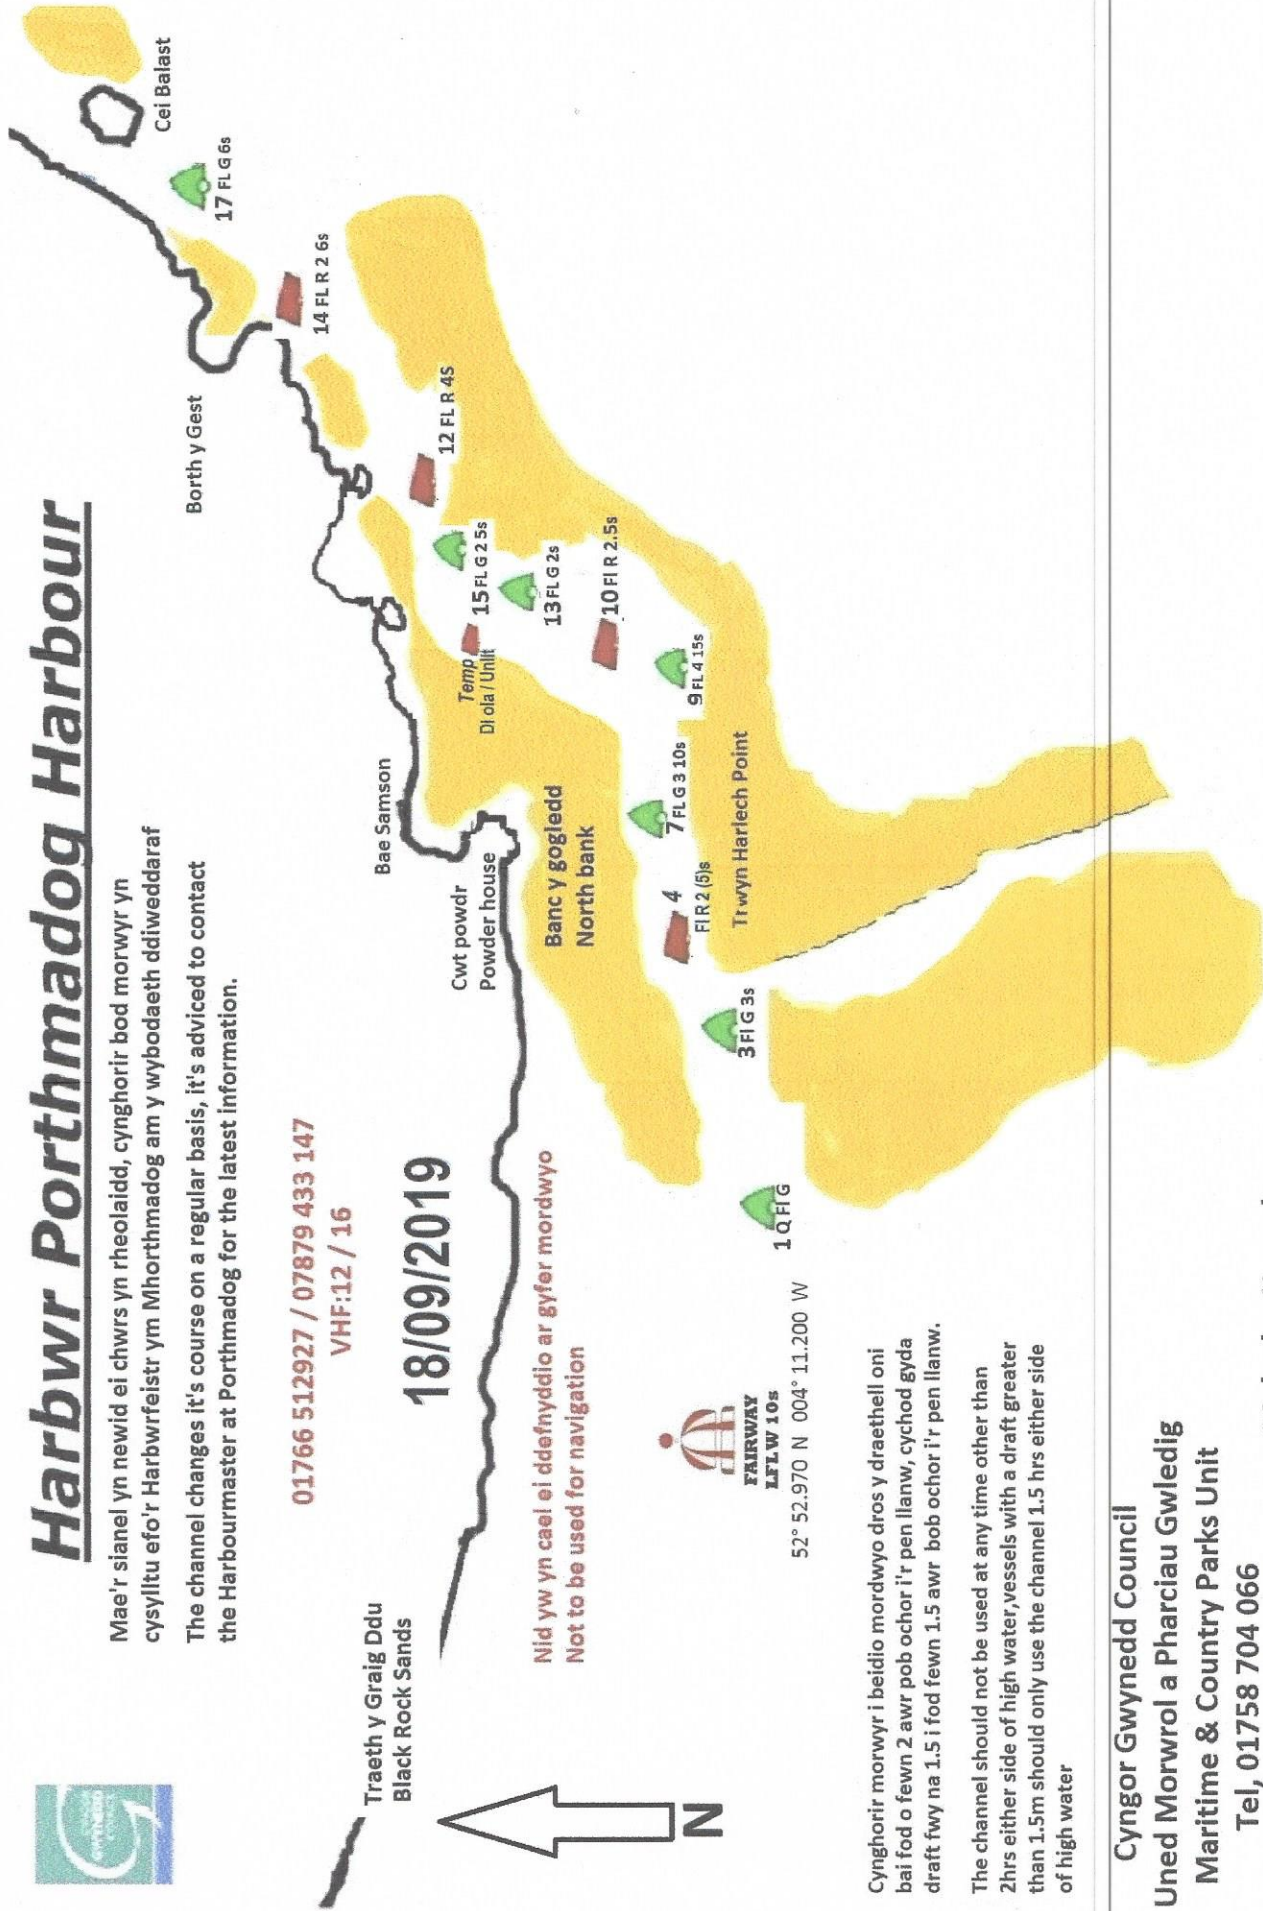 Harbwr Porthmadog Harbour
Mae'r sianel yn newid ei chwrs yn rheolaidd, cynghorir bod morwyr yn
cysylltu efo'r Harbwrfeistr ym Mhorthmadog am y wybodaeth ddiweddaraf
The channel changes it's course on a regular basis, it's adviced to contact
the Harbourmaster at Porthmadog for the latest information.
01766 512927 / 07879 433 147
VHF:12 / 16
18/09/2019
Traeth y Graig Ddu
Black Rock Sands
Nid yw yn cael ei ddefnyddio ar gyfer mordwyo
Not to be used for navigation
N
FAIRWAY
LFLW 10s
52° 52.970 N 004° 11.200 W
1 Q Fl G
3 Fl G 3s
4
Fl R 2 (5)s
7 FL G 3 10s
9 FL 4 15s
10 Fl R 2.5s
13 FL G 2s
15 FL G 2 5s
Temp
Di ola / Unlit
12 FL R 4S
14 FL R 2 6s
17 FL G 6s
Cei Balast
Borth y Gest
Bae Samson
Cwt powdr
Powder house
Banc y gogledd
North bank
Trwyn Harlech Point
Cynghorir morwyr i beidio mordwyo dros y draethell oni
bai fod o fewn 2 awr pob ochor i'r pen llanw, cychod gyda
draft fwy na 1.5 i fod fewn 1.5 awr bob ochor i'r pen llanw.
The channel should not be used at any time other than
2hrs either side of high water,vessels with a draft greater
than 1.5m should only use the channel 1.5 hrs either side
of high water
Cyngor Gwynedd Council
Uned Morwrol a Pharciau Gwledig
Maritime & Country Parks Unit
Tel, 01758 704 066